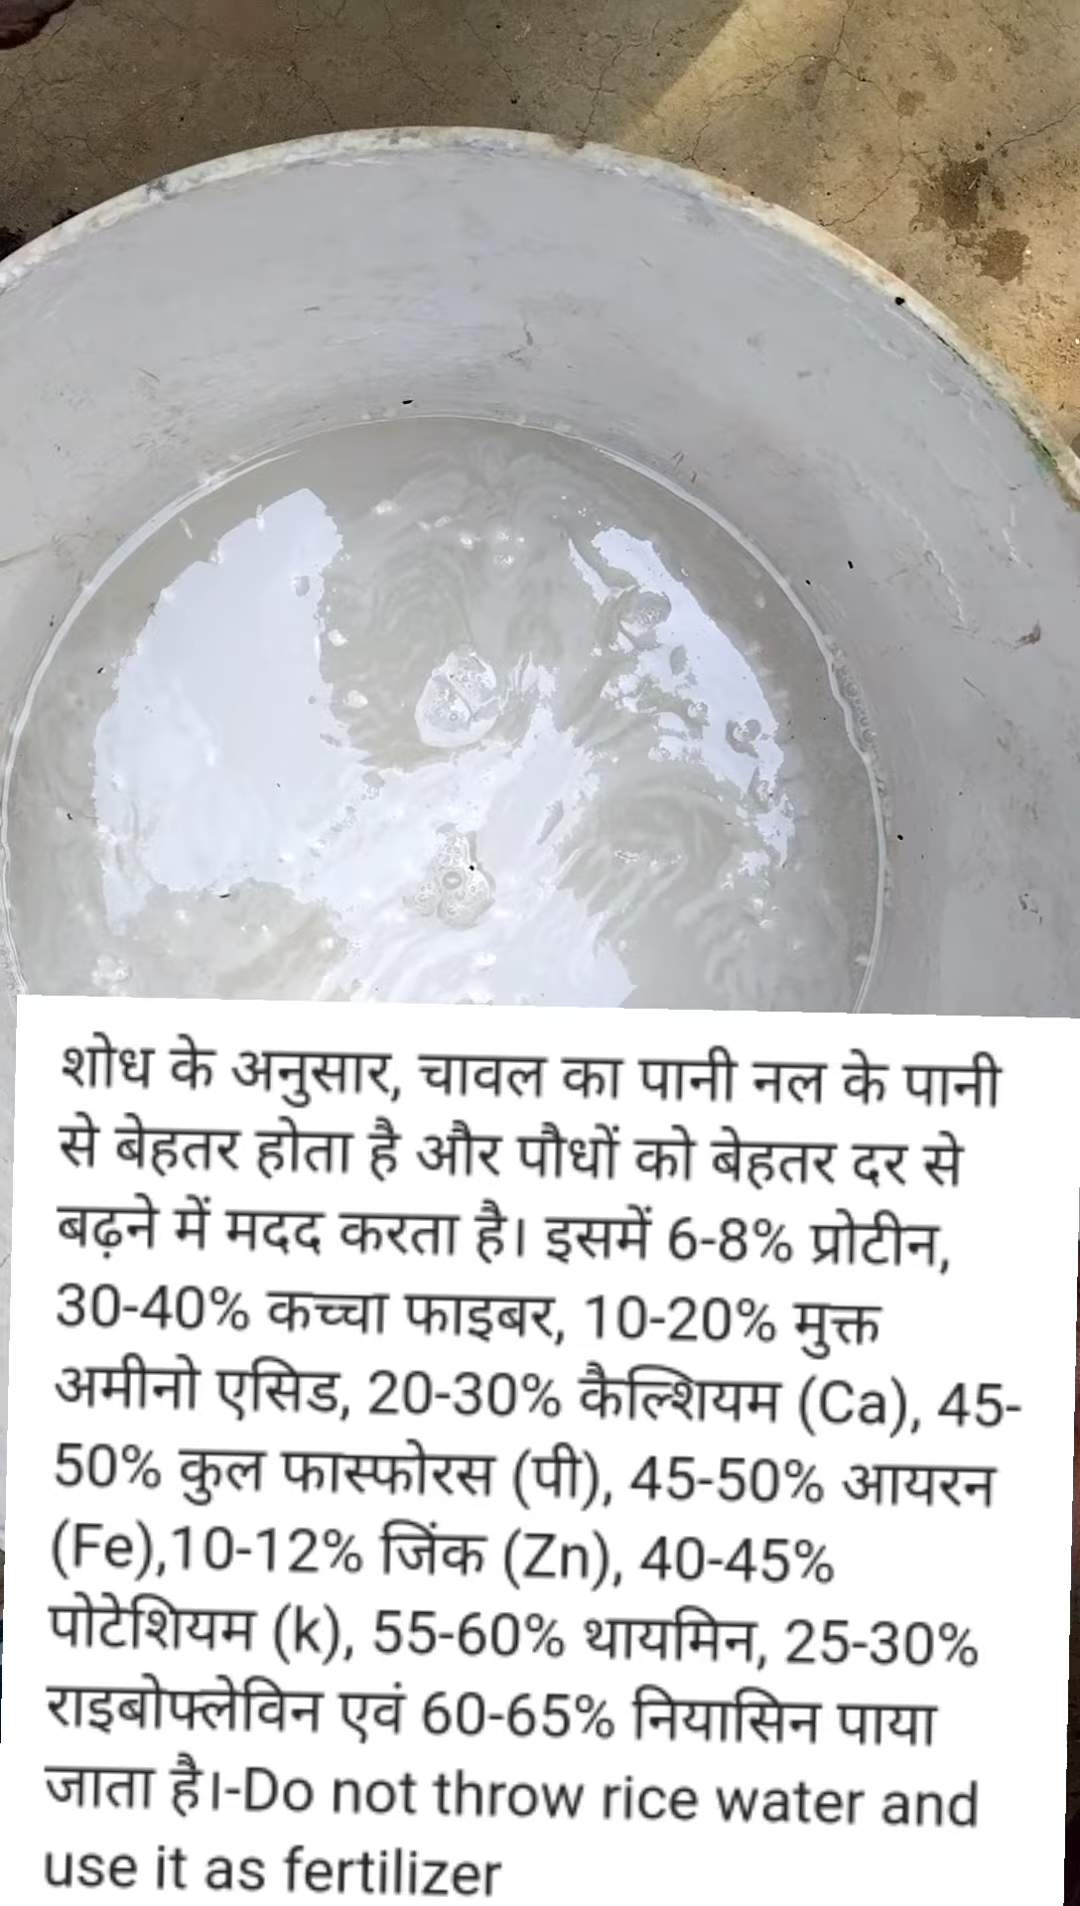 शोध के अनुसार, चावल का पानी नल के पानी
से बेहतर होता है और पौधों को बेहतर दर से
बढ़ने में मदद करता है। इसमें 6-8% प्रोटीन,
30-40% कच्चा फाइबर, 10-20% मुक्त
अमीनो एसिड, 20-30% कैल्शियम (Ca), 45-
50% कुल फास्फोरस (पी), 45-50% आयरन
(Fe),10-12% जिंक (Zn), 40-45%
पोटेशियम (k), 55-60% थायमिन, 25-30%
राइबोफ्लेविन एवं 60-65% नियासिन पाया
जाता है।-Do not throw rice water and
use it as fertilizer